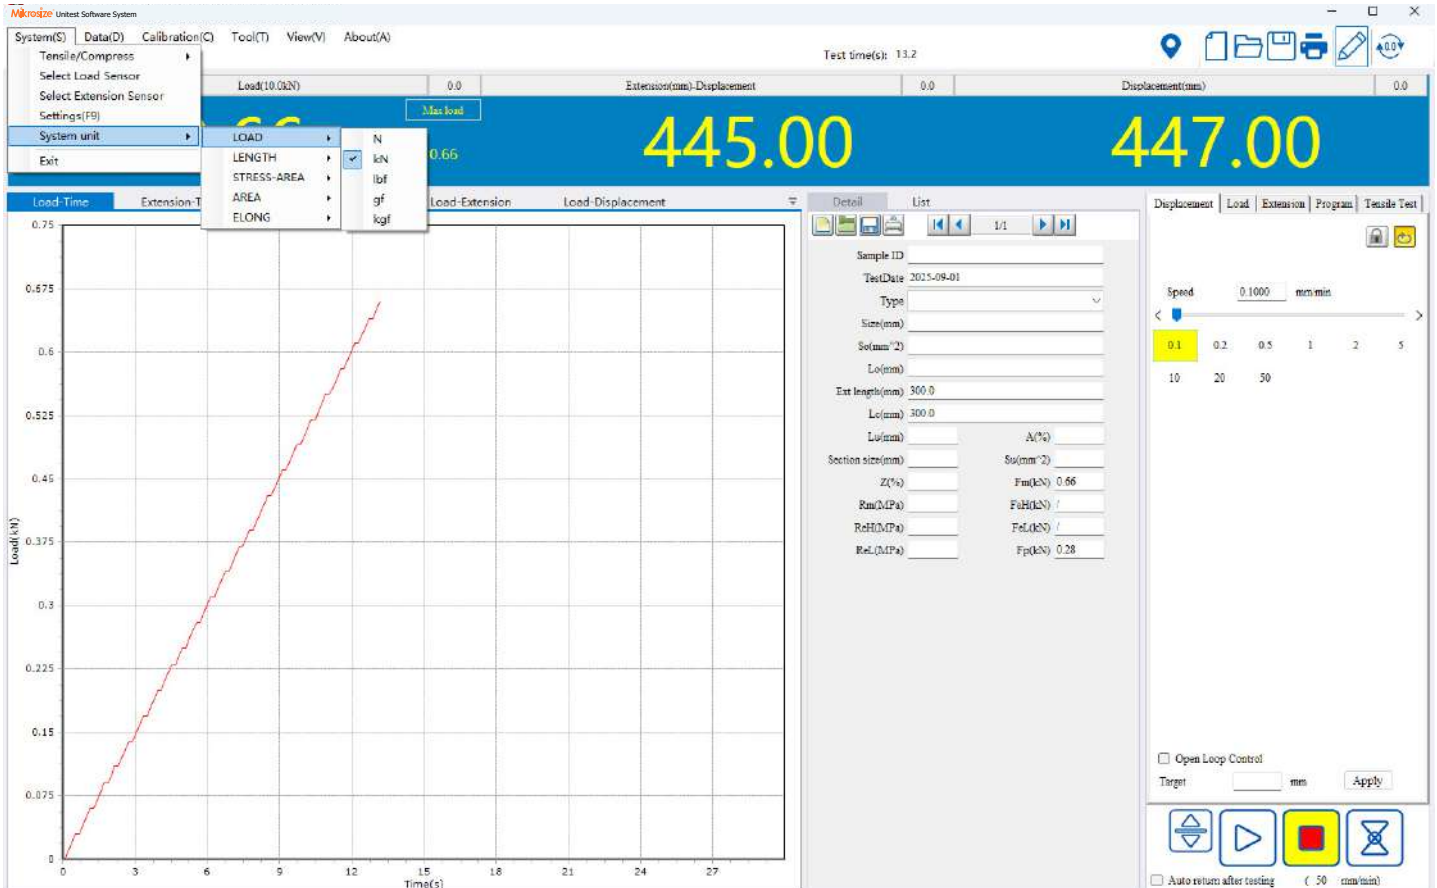 Mikrosize Unitest Software System
System(S) Data(D) Calibration(C) Tool(T) View(V) About(A)
Test time(s): 13.2
Tensile/Compress
Select Load Sensor
Select Extension Sensor
Settings(F9)
System unit
Exit
LOAD
LENGTH
STRESS-AREA
AREA
ELONG
N
kN
lbf
gf
kgf
Load(10.0kN) 0.0 Extension(mm)-Displacement 0.0 Displacement(mm) 0.0
Max load
0.66
445.00
447.00
Load-Time Extension-T Load-Extension Load-Displacement
Detail List
1/1
Sample ID
TestDate 2025-09-01
Type
Size(mm)
So(mm^2)
Lo(mm)
Ext length(mm) 300.0
Lc(mm) 300.0
Lu(mm) A(%)
Section size(mm) Su(mm^2)
Z(%) Fm(kN) 0.66
Rm(MPa) FeH(kN) /
ReH(MPa) FeL(kN) /
ReL(MPa) Fp(kN) 0.28
Displacement Load Extension Program Tensile Test
Speed 0.1000 mm/min
0.1 0.2 0.5 1 2 5
10 20 50
Open Loop Control
Target mm Apply
Auto return after testing ( 50 mm/min)
Load(kN)
0.75
0.675
0.6
0.525
0.45
0.375
0.3
0.225
0.15
0.075
0
0 3 6 9 12 15 18 21 24 27
Time(s)